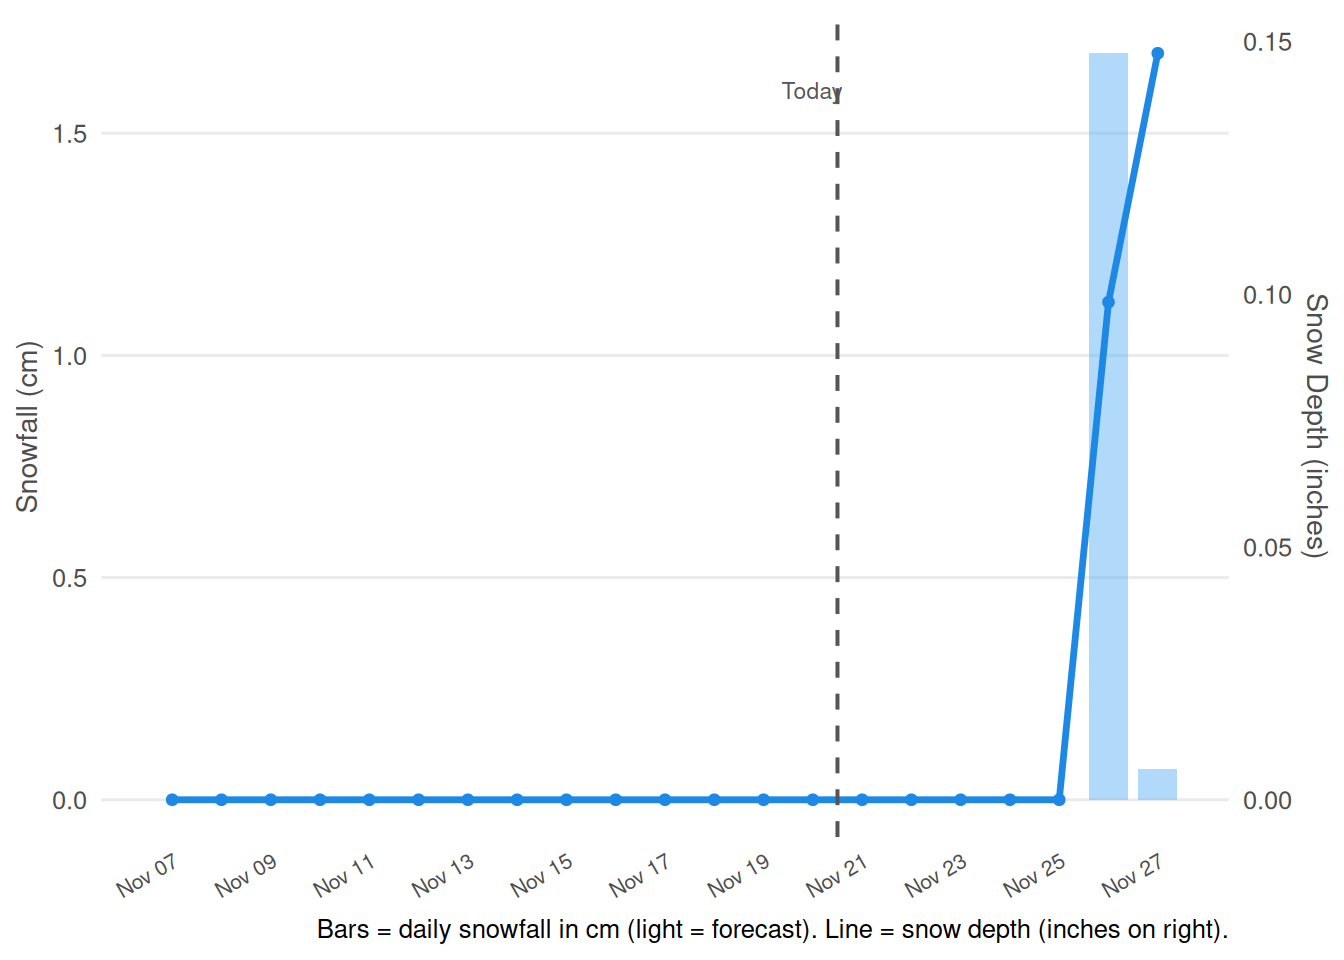 Today
1.5
1.0
0.5
0.0
Snowfall (cm)
0.15
0.10
0.05
0.00
Snow Depth (inches)
Nov 07
Nov 09
Nov 11
Nov 13
Nov 15
Nov 17
Nov 19
Nov 21
Nov 23
Nov 25
Nov 27
Bars = daily snowfall in cm (light = forecast). Line = snow depth (inches on right).